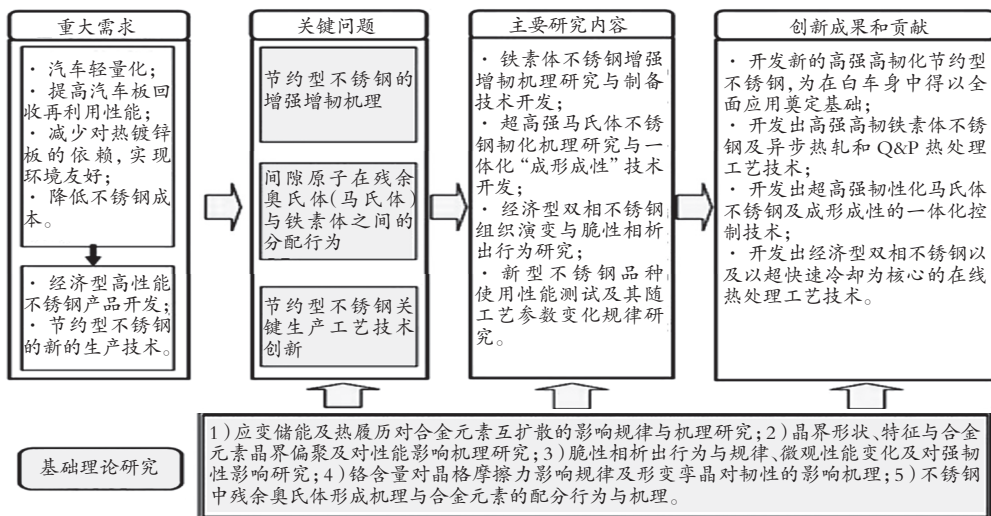 重大需求
· 汽车轻量化；
· 提高汽车板回
收再利用性能；
· 减少对热镀锌
板的依赖，实现
环境友好；
· 降低不锈钢成
本。
· 经济型高性能
不锈钢产品开发；
· 节约型不锈钢
的新的生产技术。
关键问题
节约型不锈钢的
增强增韧机理
间隙原子在残余
奥氏体(马氏体)
与铁素体之间的
分配行为
节约型不锈钢关
键生产工艺技术
创新
主要研究内容
· 铁素体不锈钢增强
增韧机理研究与制备
技术开发；
· 超高强马氏体不锈
钢韧化机理研究与一
体化“成形成性”技术
开发；
· 经济型双相不锈钢
组织演变与脆性相析
出行为研究；
· 新型不锈钢品种
使用性能测试及其随
工艺参数变化规律研
究。
创新成果和贡献
· 开发新的高强高韧化节约型
不锈钢，为在白车身中得以全
面应用奠定基础；
· 开发出高强高韧铁素体不锈
钢及异步热轧和 Q&P 热处理
工艺技术；
· 开发出超高强韧性化马氏体
不锈钢及成形成性的一体化控
制技术；
· 开发出经济型双相不锈钢以
及以超快速冷却为核心的在线
热处理工艺技术。
基础理论研究
1)应变储能及热履历对合金元素互扩散的影响规律与机理研究；2)晶界形状、特征与合金
元素晶界偏聚及对性能影响机理研究；3)脆性相析出行为与规律、微观性能变化及对强韧
性影响研究；4)铬含量对晶格摩擦力影响规律及形变孪晶对韧性的影响机理；5)不锈钢
中残余奥氏体形成机理与合金元素的配分行为与机理。